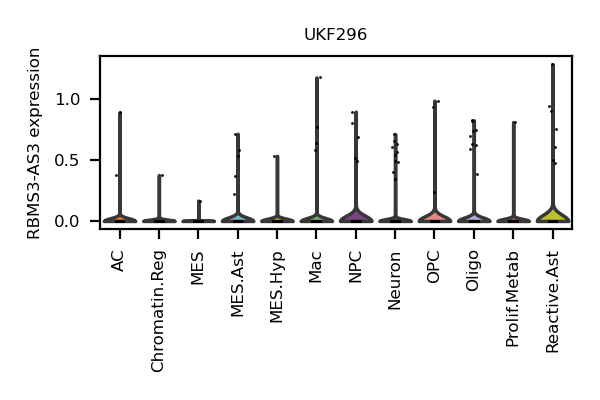 UKF296
RBMS3-AS3 expression
1.0
0.5
0.0
AC
Chromatin.Reg
MES
MES.Ast
MES.Hyp
Mac
NPC
Neuron
OPC
Oligo
Prolif.Metab
Reactive.Ast